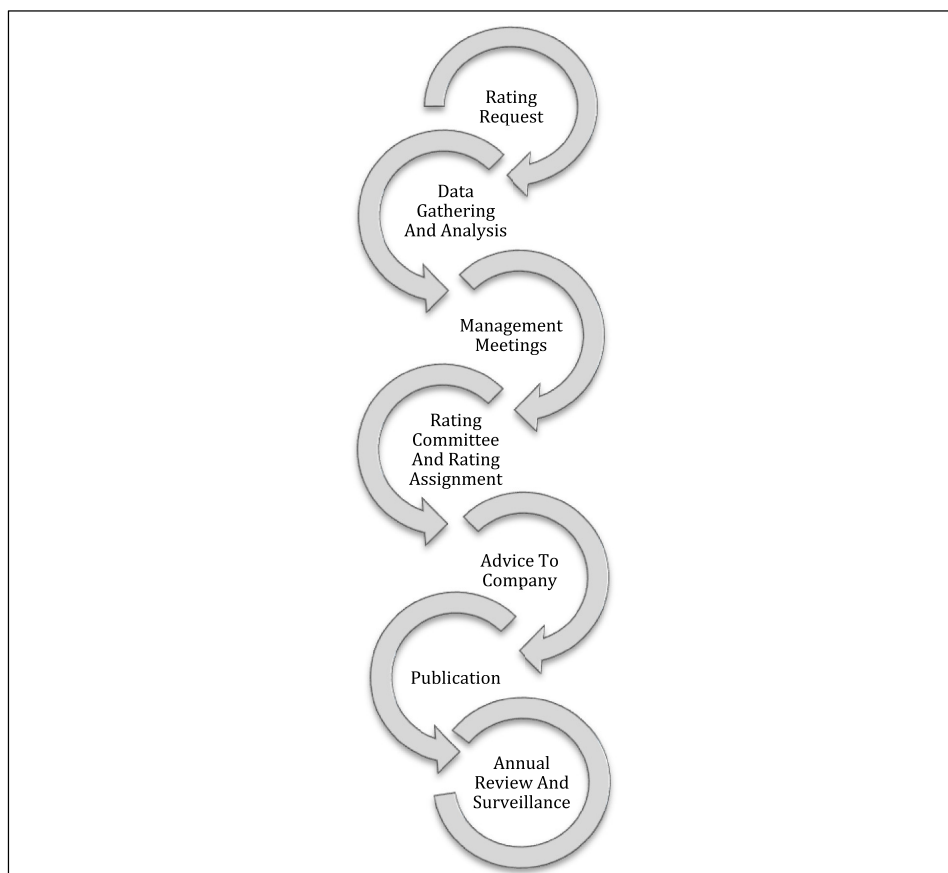 Rating
Request
Data
Gathering
And Analysis
Management
Meetings
Rating
Committee
And Rating
Assignment
Advice To
Company
Publication
Annual
Review And
Surveillance